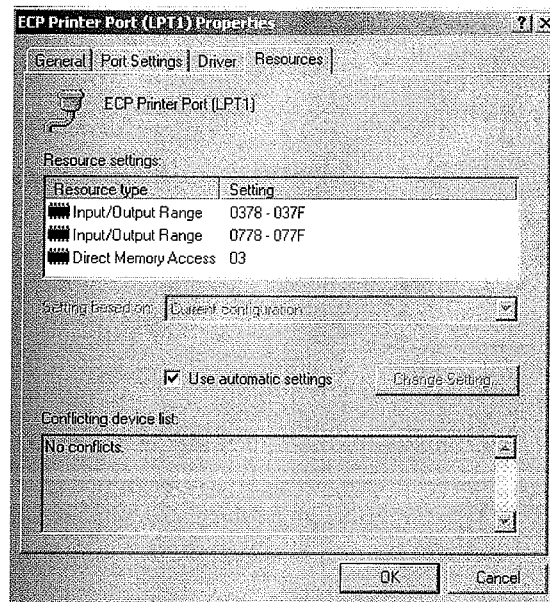 ECP Printer Port (LPT1) Properties ? ×
General Port Settings Driver Resources
ECP Printer Port (LPT1)
Resource settings:
Resource type Setting
Input/Output Range 0378 - 037F
Input/Output Range 0778 - 077F
Direct Memory Access 03
Setting based on: Current configuration
Use automatic settings Change Setting...
Conflicting device list:
No conflicts.
OK Cancel